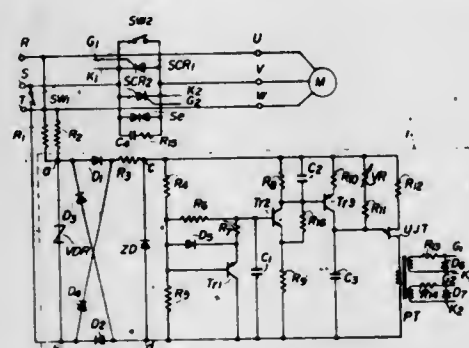 SW2
R
G1
U
S
K1
SCR1
V
M
T
SW1
SCR2
K2
G2
W
Se
R1
R2
C4
R15
a
D1
R3
c
R4
R8
C2
R10
VR
R12
D3
R6
Tr2
Tr3
R11
VDR
ZD
D5
R7
R16
UJT
R13
G1
D6
K1
D4
R5
Tr1
C1
R9
C3
R14
G2
D7
K2
PT
D2